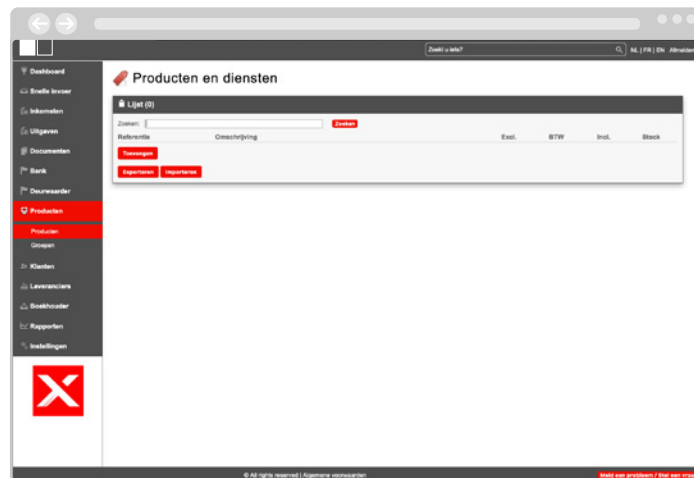 Zoekt u iets?
NL | FR | EN Afmelden
Dashboard
Snelle invoer
Inkomsten
Uitgaven
Documenten
Bank
Deurwaarder
Producten
Producten
Groepen
Klanten
Leveranciers
Boekhouder
Rapporten
Instellingen
Producten en diensten
Lijst (0)
Zoeken:
Zoeken
Referentie Omschrijving Excl. BTW Incl. Stock
Toevoegen
Exporteren Importeren
© All rights reserved | Algemene voorwaarden
Meld een probleem / Stel een vraa